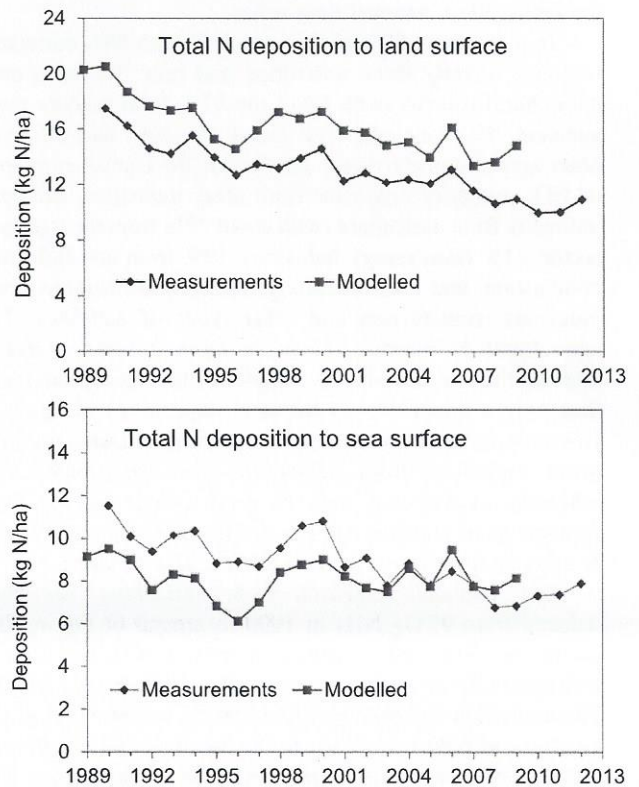 Total N deposition to land surface
Deposition (kg N/ha)
24
20
16
12
8
4
0
Measurements Modelled
1989 1992 1995 1998 2001 2004 2007 2010 2013
Total N deposition to sea surface
Deposition (kg N/ha)
16
14
12
10
8
6
4
2
0
Measurements Modelled
1989 1992 1995 1998 2001 2004 2007 2010 2013